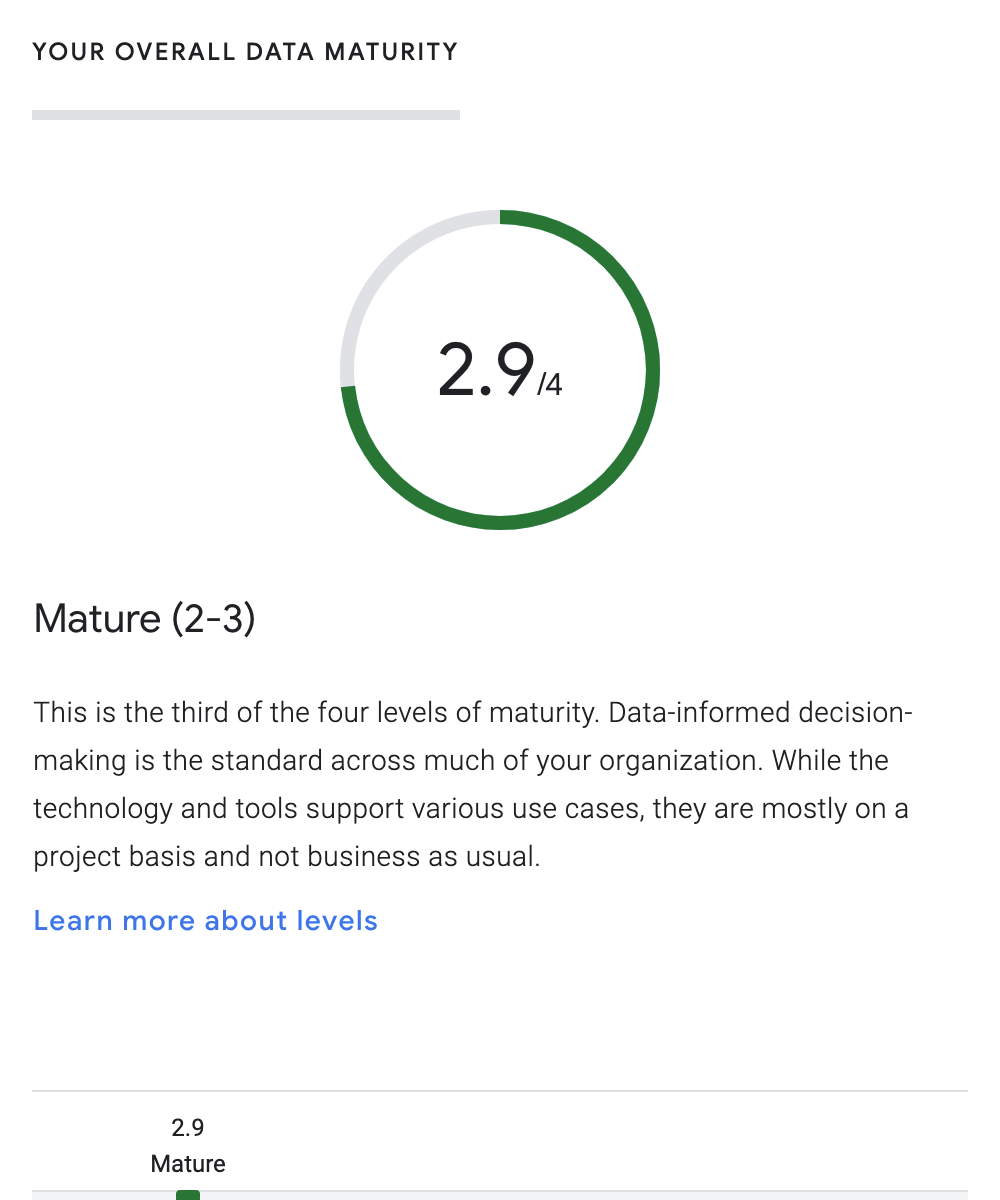 YOUR OVERALL DATA MATURITY
2.9/4
Mature (2-3)
This is the third of the four levels of maturity. Data-informed decision-
making is the standard across much of your organization. While the
technology and tools support various use cases, they are mostly on a
project basis and not business as usual.
Learn more about levels
2.9
Mature